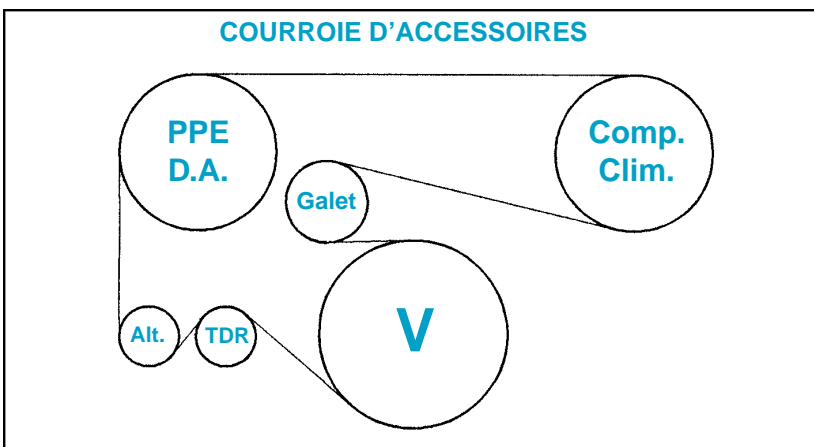 COURROIE D’ACCESSOIRES
PPE
D.A.
Comp.
Clim.
Galet
Alt.
TDR
V